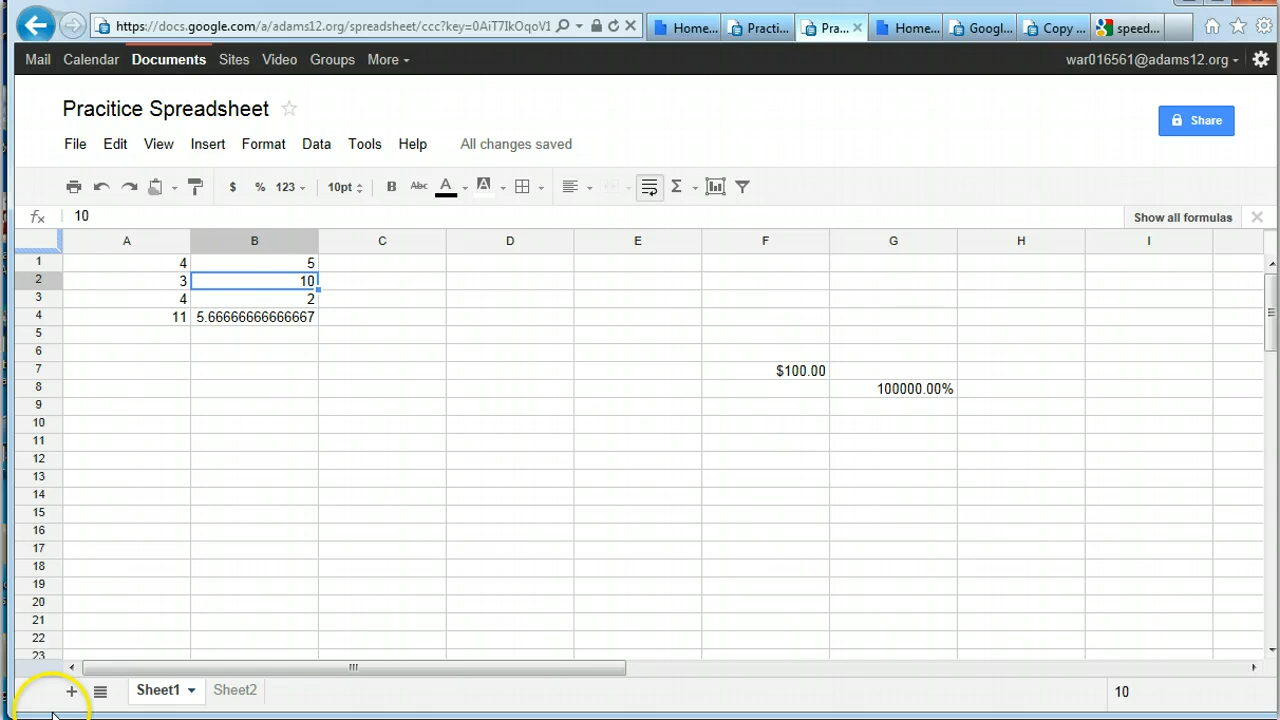 https://docs.google.com/a/adams12.org/spreadsheet/ccc?key=0AiT7IkOqoV1 Home... Practi... Pra... Home... Googl... Copy ... speed...
Mail Calendar Documents Sites Video Groups More war016561@adams12.org
Pracitice Spreadsheet
Share
File Edit View Insert Format Data Tools Help All changes saved
$ % 123 10pt B Abc A A Σ
fx 10 Show all formulas
A B C D E F G H I
1 4 5
2 3 10
3 4 2
4 11 5.66666666666667
5
6
7 $100.00
8 100000.00%
9
10
11
12
13
14
15
16
17
18
19
20
21
22
23
Sheet1 Sheet2 10